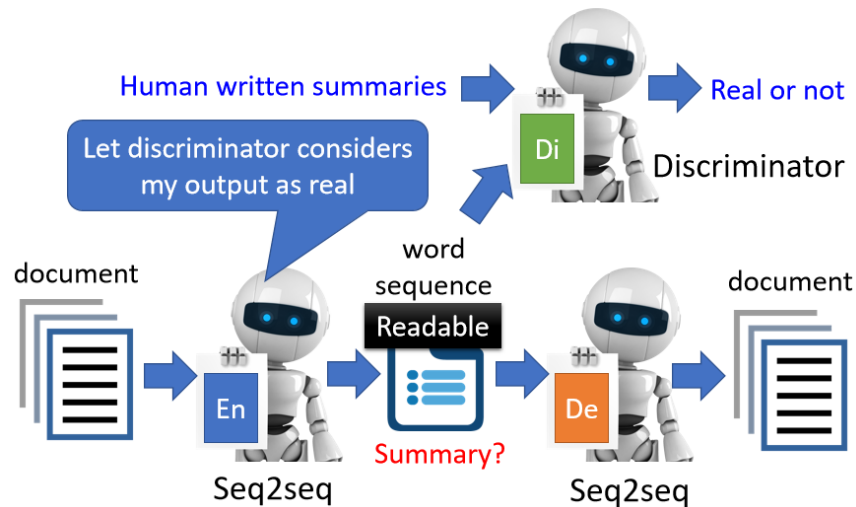 Human written summaries
Real or not
Di
Discriminator
Let discriminator considers
my output as real
document
word
sequence
Readable
document
En
De
Summary?
Seq2seq
Seq2seq